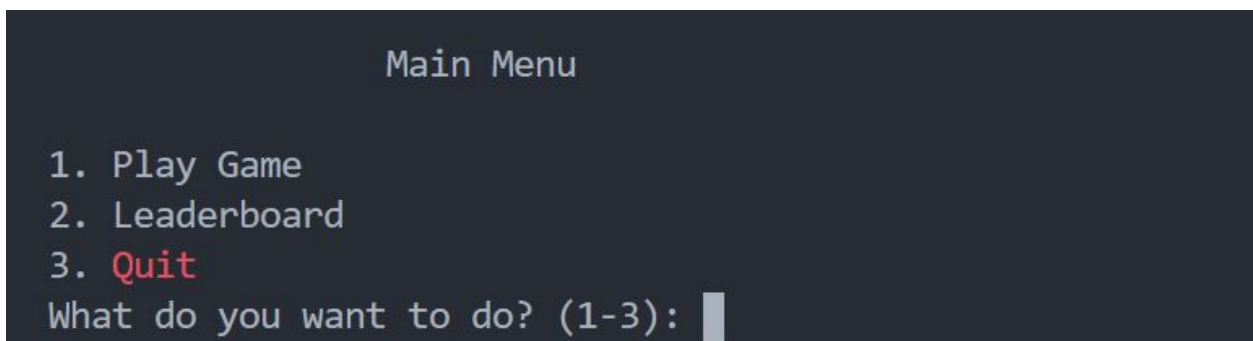 Main Menu
1. Play Game
2. Leaderboard
3. Quit
What do you want to do? (1-3):